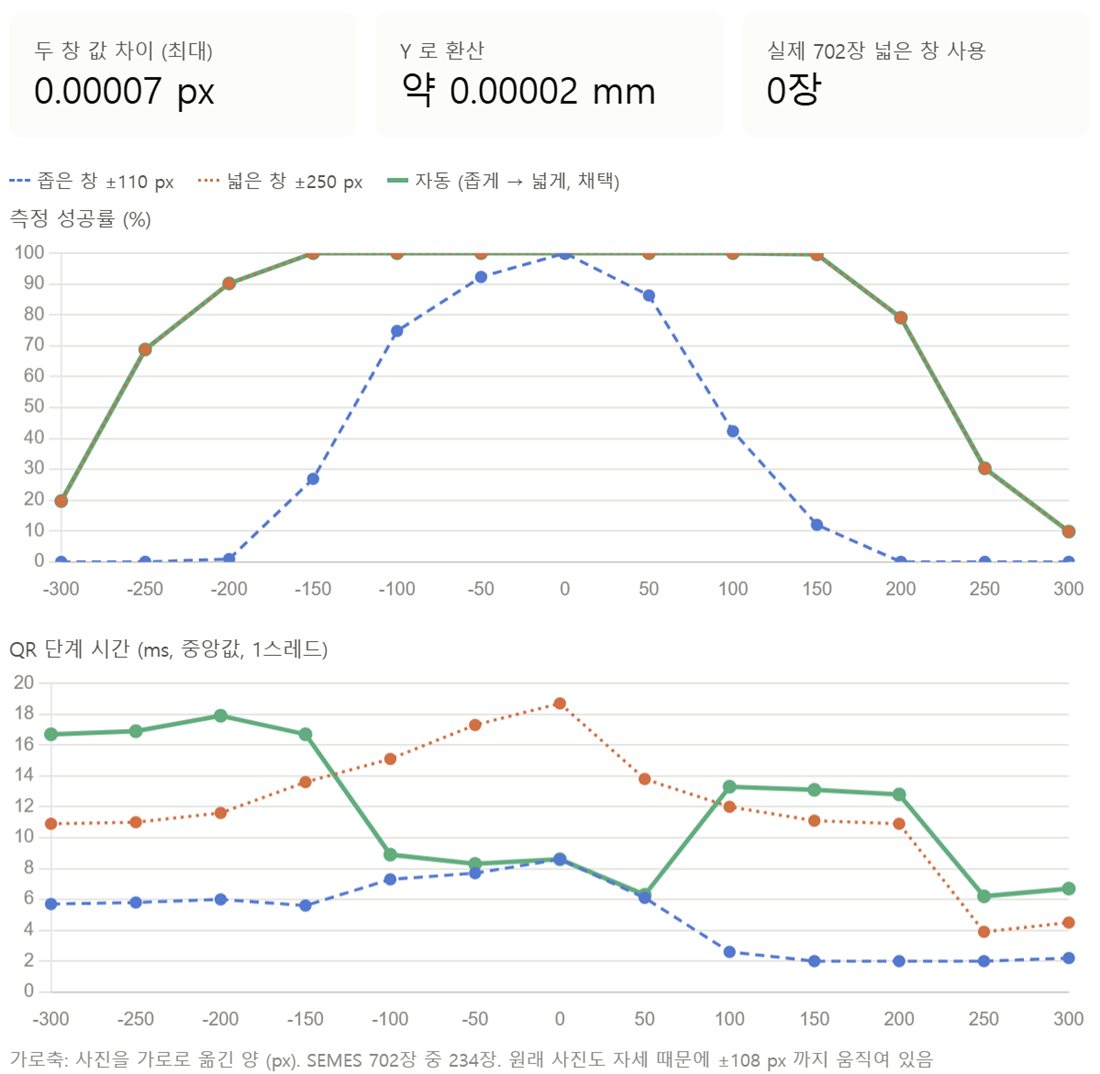 두 창 값 차이 (최대)
0.00007 px
Y 로 환산
약 0.00002 mm
실제 702장 넓은 창 사용
0장
좁은 창 ±110 px 넓은 창 ±250 px 자동 (좁게 → 넓게, 채택)
측정 성공률 (%)
100
90
80
70
60
50
40
30
20
10
0
-300 -250 -200 -150 -100 -50 0 50 100 150 200 250 300
QR 단계 시간 (ms, 중앙값, 1스레드)
20
18
16
14
12
10
8
6
4
2
0
-300 -250 -200 -150 -100 -50 0 50 100 150 200 250 300
가로축: 사진을 가로로 옮긴 양 (px). SEMES 702장 중 234장. 원래 사진도 자세 때문에 ±108 px 까지 움직여 있음